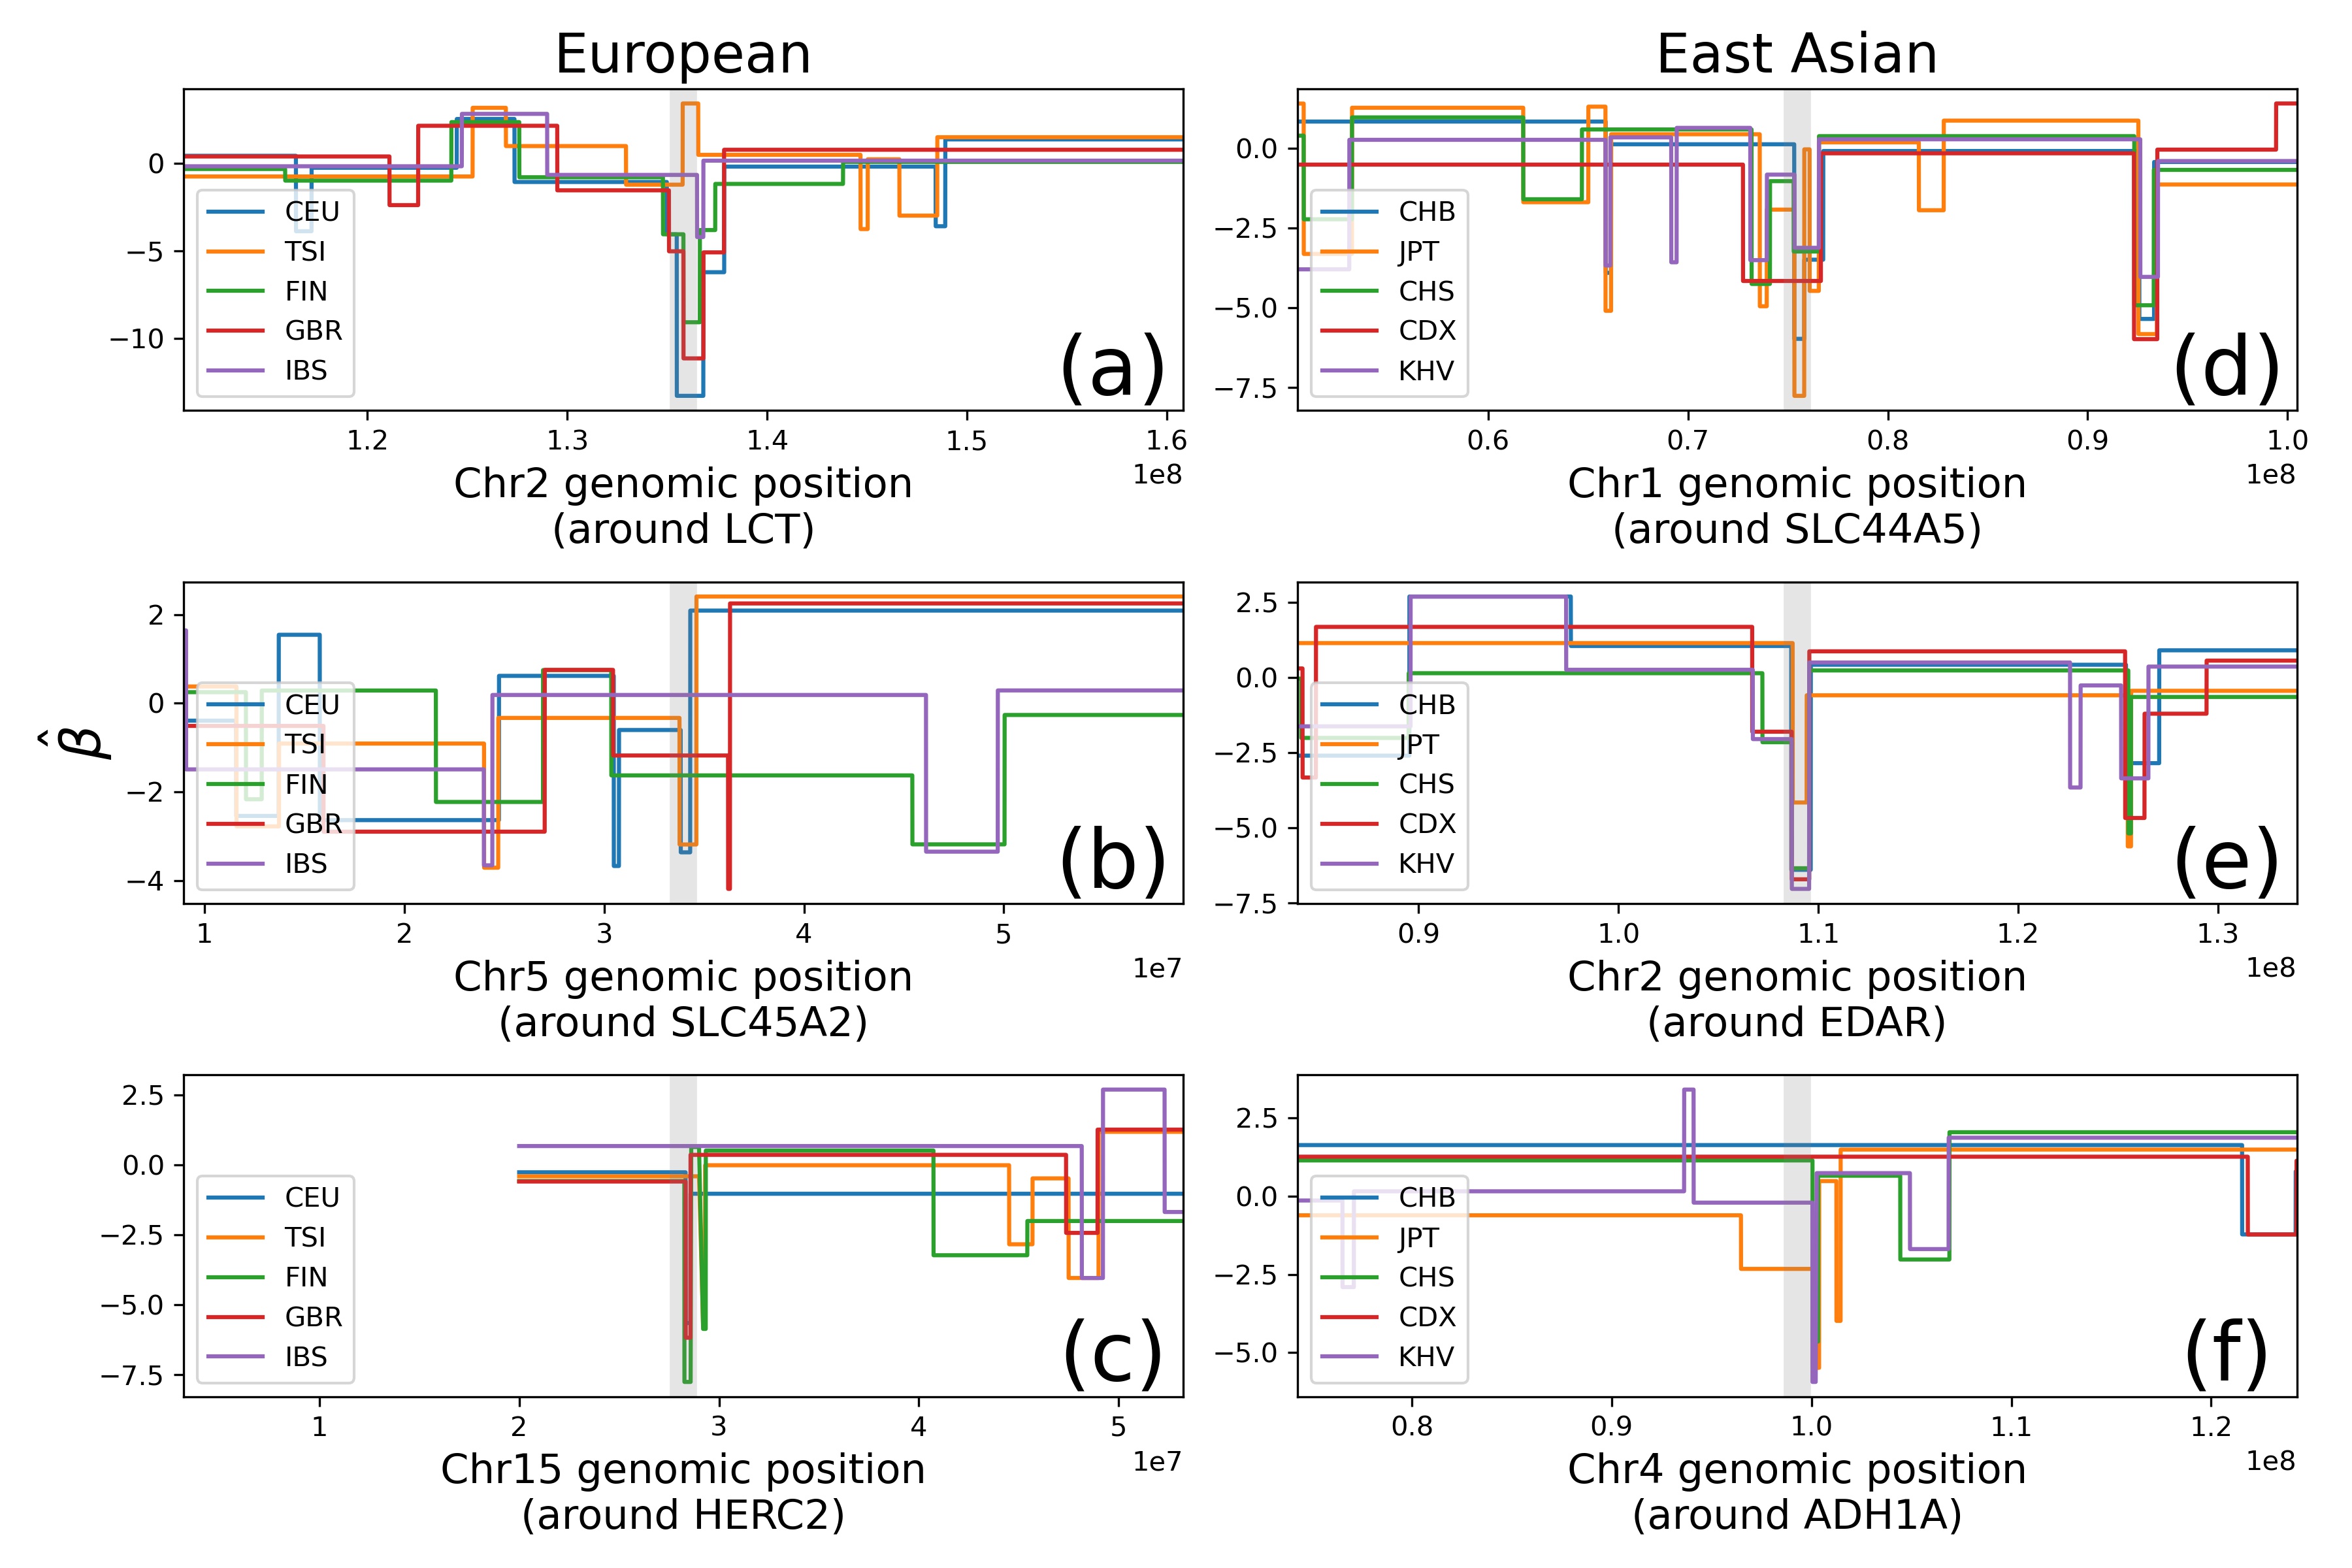 European
0
−5
−10
CEU
TSI
FIN
GBR
IBS
(a)
1.2 1.3 1.4 1.5 1.6
1e8
Chr2 genomic position
(around LCT)
East Asian
0.0
−2.5
−5.0
−7.5
CHB
JPT
CHS
CDX
KHV
(d)
0.6 0.7 0.8 0.9 1.0
1e8
Chr1 genomic position
(around SLC44A5)
β̂
2
0
−2
−4
CEU
TSI
FIN
GBR
IBS
(b)
1 2 3 4 5
1e7
Chr5 genomic position
(around SLC45A2)
2.5
0.0
−2.5
−5.0
−7.5
CHB
JPT
CHS
CDX
KHV
(e)
0.9 1.0 1.1 1.2 1.3
1e8
Chr2 genomic position
(around EDAR)
2.5
0.0
−2.5
−5.0
−7.5
CEU
TSI
FIN
GBR
IBS
(c)
1 2 3 4 5
1e7
Chr15 genomic position
(around HERC2)
2.5
0.0
−2.5
−5.0
CHB
JPT
CHS
CDX
KHV
(f)
0.8 0.9 1.0 1.1 1.2
1e8
Chr4 genomic position
(around ADH1A)